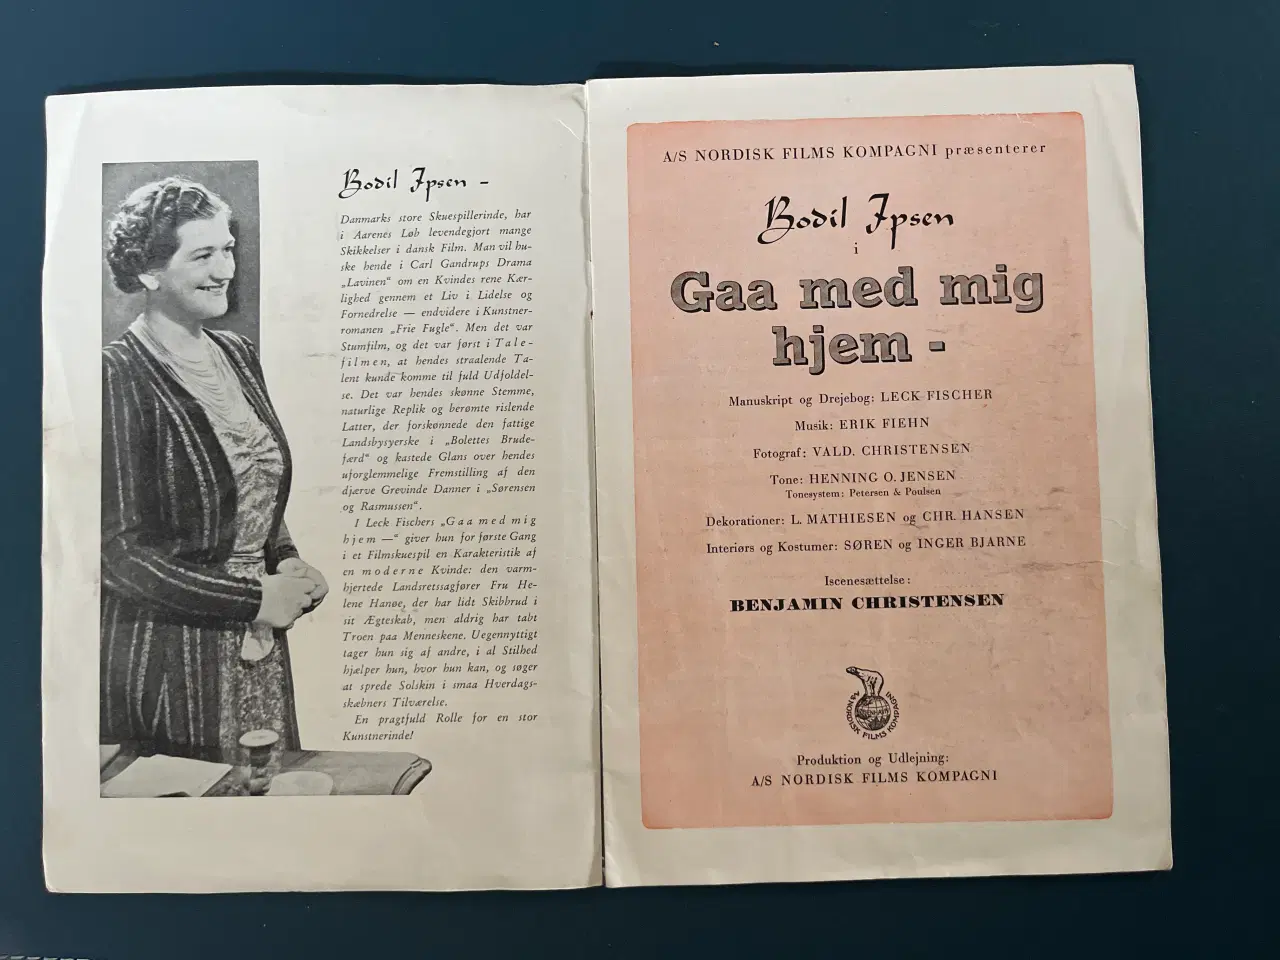 Bodil Ipsen –
Danmarks store Skuespillerinde, har
i Aarenes Løb levendegjort mange
Skikkelser i dansk Film. Man vil hu-
ske hende i Carl Gandrups Drama
„Lavinen“ om en Kvindes rene Kær-
lighed gennem et Liv i Lidelse og
Fornedrelse — endvidere i Kunstner-
romanen „Frie Fugle“. Men det var
Stumfilm, og det var først i Tale-
filmen, at hendes straalende Ta-
lent kunde komme til fuld Udfoldel-
se. Det var hendes skønne Stemme,
naturlige Replik og berømte rislende
Latter, der forskønnede den fattige
Landsbysyerske i „Bolettes Brude-
færd“ og kastede Glans over hendes
uforglemmelige Fremstilling af den
djærve Grevinde Danner i „Sørensen
og Rasmussen“.
I Leck Fischers „Gaa med mig
hjem —“ giver hun for første Gang
i et Filmskuespil en Karakteristik af
en moderne Kvinde: den varm-
hjertede Landsretssagfører Fru He-
lene Hanøe, der har lidt Skibbrud i
sit Ægteskab, men aldrig har tabt
Troen paa Menneskene. Uegennyttigt
tager hun sig af andre, i al Stilhed
hjælper hun, hvor hun kan, og søger
at sprede Solskin i smaa Hverdags-
skæbners Tilværelse.
En pragtfuld Rolle for en stor
Kunstnerinde!
A/S NORDISK FILMS KOMPAGNI præsenterer
Bodil Ipsen
i
Gaa med mig
hjem -
Manuskript og Drejebog: LECK FISCHER
Musik: ERIK FIEHN
Fotograf: VALD. CHRISTENSEN
Tone: HENNING O. JENSEN
Tonesystem: Petersen & Poulsen
Dekorationer: L. MATHIESEN og CHR. HANSEN
Interiørs og Kostumer: SØREN og INGER BJARNE
Iscenesættelse:
BENJAMIN CHRISTENSEN
A/S NORDISK FILMS KOMPAGNI
Produktion og Udlejning:
A/S NORDISK FILMS KOMPAGNI